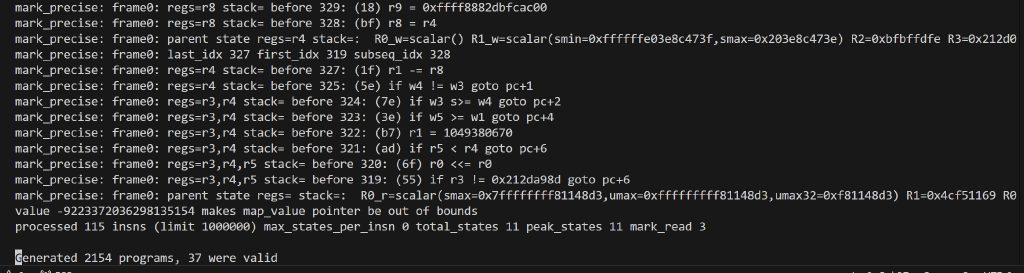 mark_precise: frame0: regs=r8 stack= before 329: (18) r9 = 0xffff8882dbfcac00
mark_precise: frame0: regs=r8 stack= before 328: (bf) r8 = r4
mark_precise: frame0: parent state regs=r4 stack=:  R0_w=scalar() R1_w=scalar(smin=0xffffffe03e8c473f,smax=0x203e8c473e) R2=0xbfbffdfe R3=0x212d0
mark_precise: frame0: last_idx 327 first_idx 319 subseq_idx 328
mark_precise: frame0: regs=r4 stack= before 327: (1f) r1 -= r8
mark_precise: frame0: regs=r4 stack= before 325: (5e) if w4 != w3 goto pc+1
mark_precise: frame0: regs=r3,r4 stack= before 324: (7e) if w3 s>= w4 goto pc+2
mark_precise: frame0: regs=r3,r4 stack= before 323: (3e) if w5 >= w1 goto pc+4
mark_precise: frame0: regs=r3,r4 stack= before 322: (b7) r1 = 1049380670
mark_precise: frame0: regs=r3,r4 stack= before 321: (ad) if r5 < r4 goto pc+6
mark_precise: frame0: regs=r3,r4,r5 stack= before 320: (6f) r0 <<= r0
mark_precise: frame0: regs=r3,r4,r5 stack= before 319: (55) if r3 != 0x212da98d goto pc+6
mark_precise: frame0: parent state regs= stack=:  R0_r=scalar(smax=0x7fffffffff81148d3,umax=0xfffffffff81148d3,umax32=0xf81148d3) R1=0x4cf51169 R0
value -9223372036298135154 makes map_value pointer be out of bounds
processed 115 insns (limit 1000000) max_states_per_insn 0 total_states 11 peak_states 11 mark_read 3
Generated 2154 programs, 37 were valid